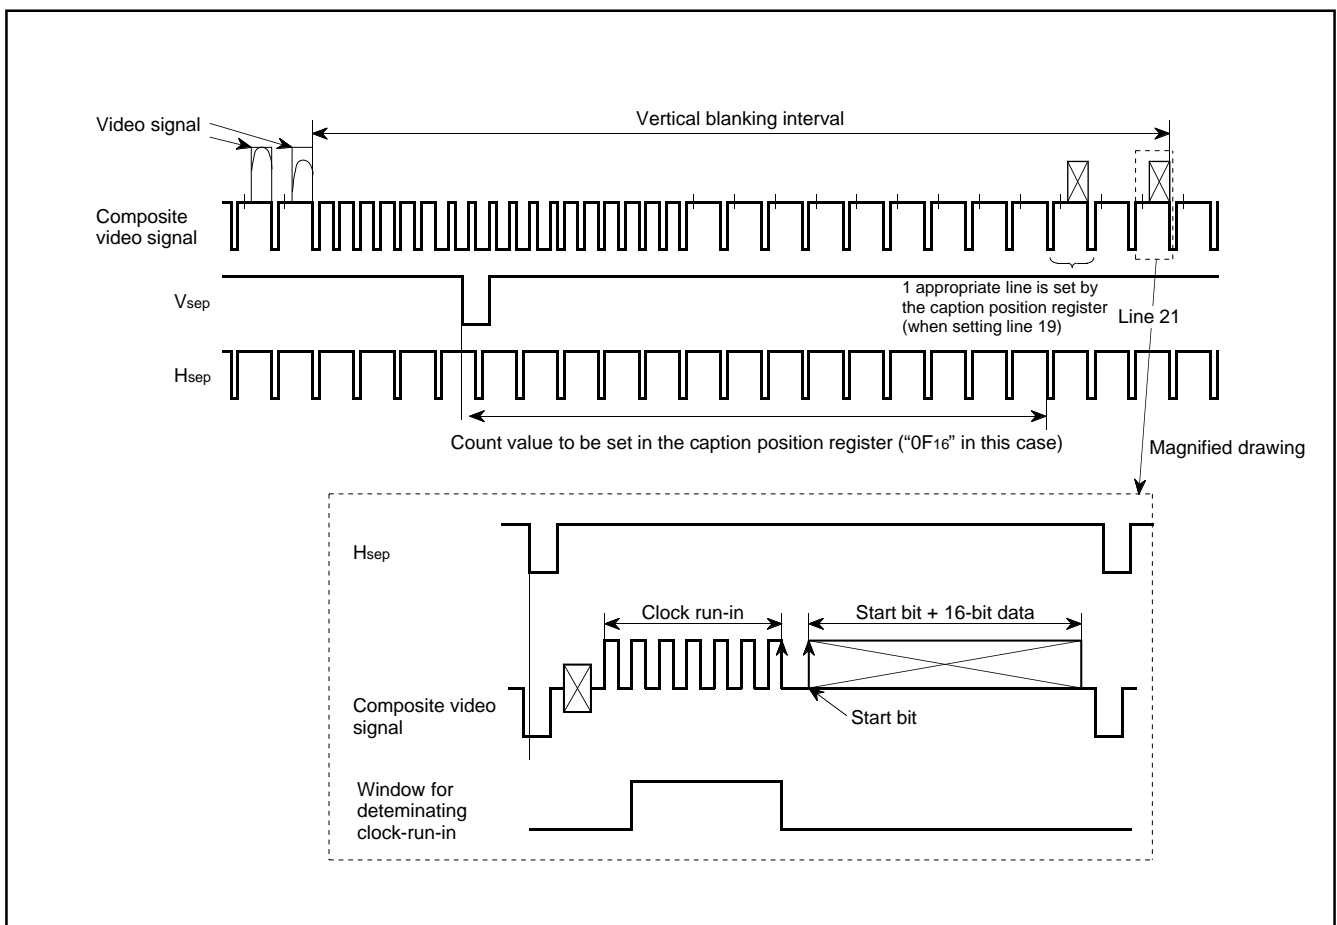 Video signal
Vertical blanking interval
Composite
video signal
Vsep
1 appropriate line is set by
the caption position register
(when setting line 19)
Line 21
Hsep
Count value to be set in the caption position register (“0F16” in this case)
Magnified drawing
Hsep
Clock run-in
Start bit + 16-bit data
Composite video
signal
Start bit
Window for
deteminating
clock-run-in